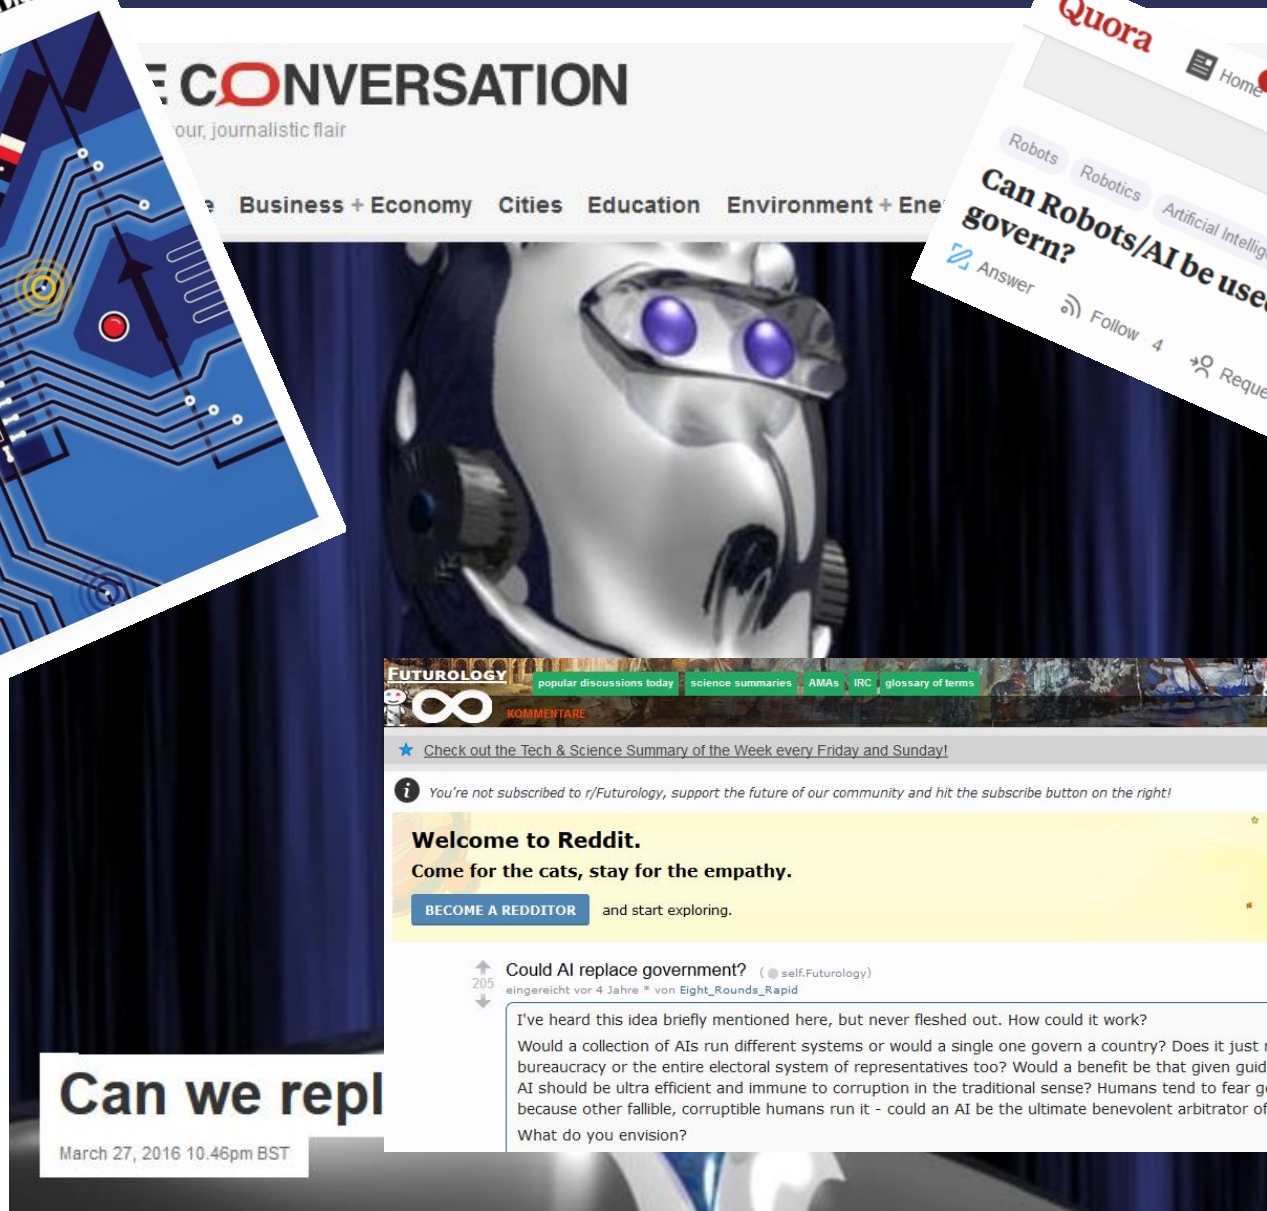 E CONVERSATION
our, journalistic flair
e Business + Economy Cities Education Environment + Ene
Quora
Home
Robots Robotics Artificial Intellig
Can Robots/AI be use
govern?
Answer Follow · 4 Reque
FUTUROLOGY
popular discussions today science summaries AMAs IRC glossary of terms
KOMMENTARE
Check out the Tech & Science Summary of the Week every Friday and Sunday!
You're not subscribed to r/Futurology, support the future of our community and hit the subscribe button on the right!
Welcome to Reddit.
Come for the cats, stay for the empathy.
BECOME A REDDITOR and start exploring.
205
Could AI replace government? ( self.Futurology)
eingereicht vor 4 Jahre * von Eight_Rounds_Rapid
I've heard this idea briefly mentioned here, but never fleshed out. How could it work?
Would a collection of AIs run different systems or would a single one govern a country? Does it just
bureaucracy or the entire electoral system of representatives too? Would a benefit be that given guid
AI should be ultra efficient and immune to corruption in the traditional sense? Humans tend to fear g
because other fallible, corruptible humans run it - could an AI be the ultimate benevolent arbitrator of
What do you envision?
Can we repl
March 27, 2016 10.46pm BST